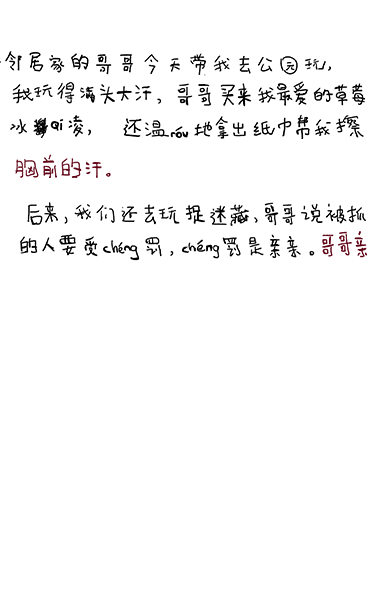 邻居家的哥哥今天带我去公园玩,
我玩得满头大汗,哥哥买来我最爱的草莓
冰qi凌,还温róu地拿出纸巾帮我擦
胸前的汗。
后来,我们还去玩捉迷藏,哥哥说被抓
的人要受chéng罚,chéng罚是亲亲。哥哥亲